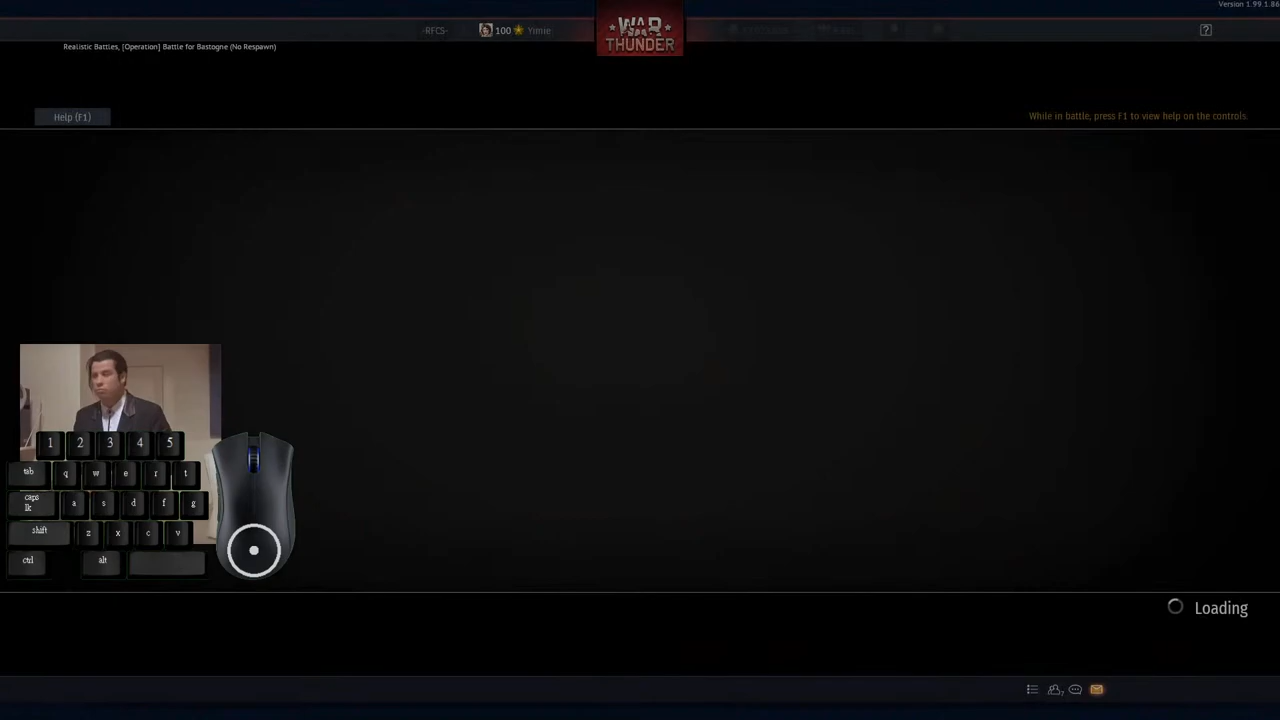 Version 1.99.1.86
-RFCS-
100 Yimie
WAR
THUNDER
Realistic Battles, [Operation] Battle for Bastogne (No Respawn)
Help (F1)
While in battle, press F1 to view help on the controls.
1 2 3 4 5
tab q w e r t
caps
lk a s d f g
shift z x c v
ctrl alt
Loading